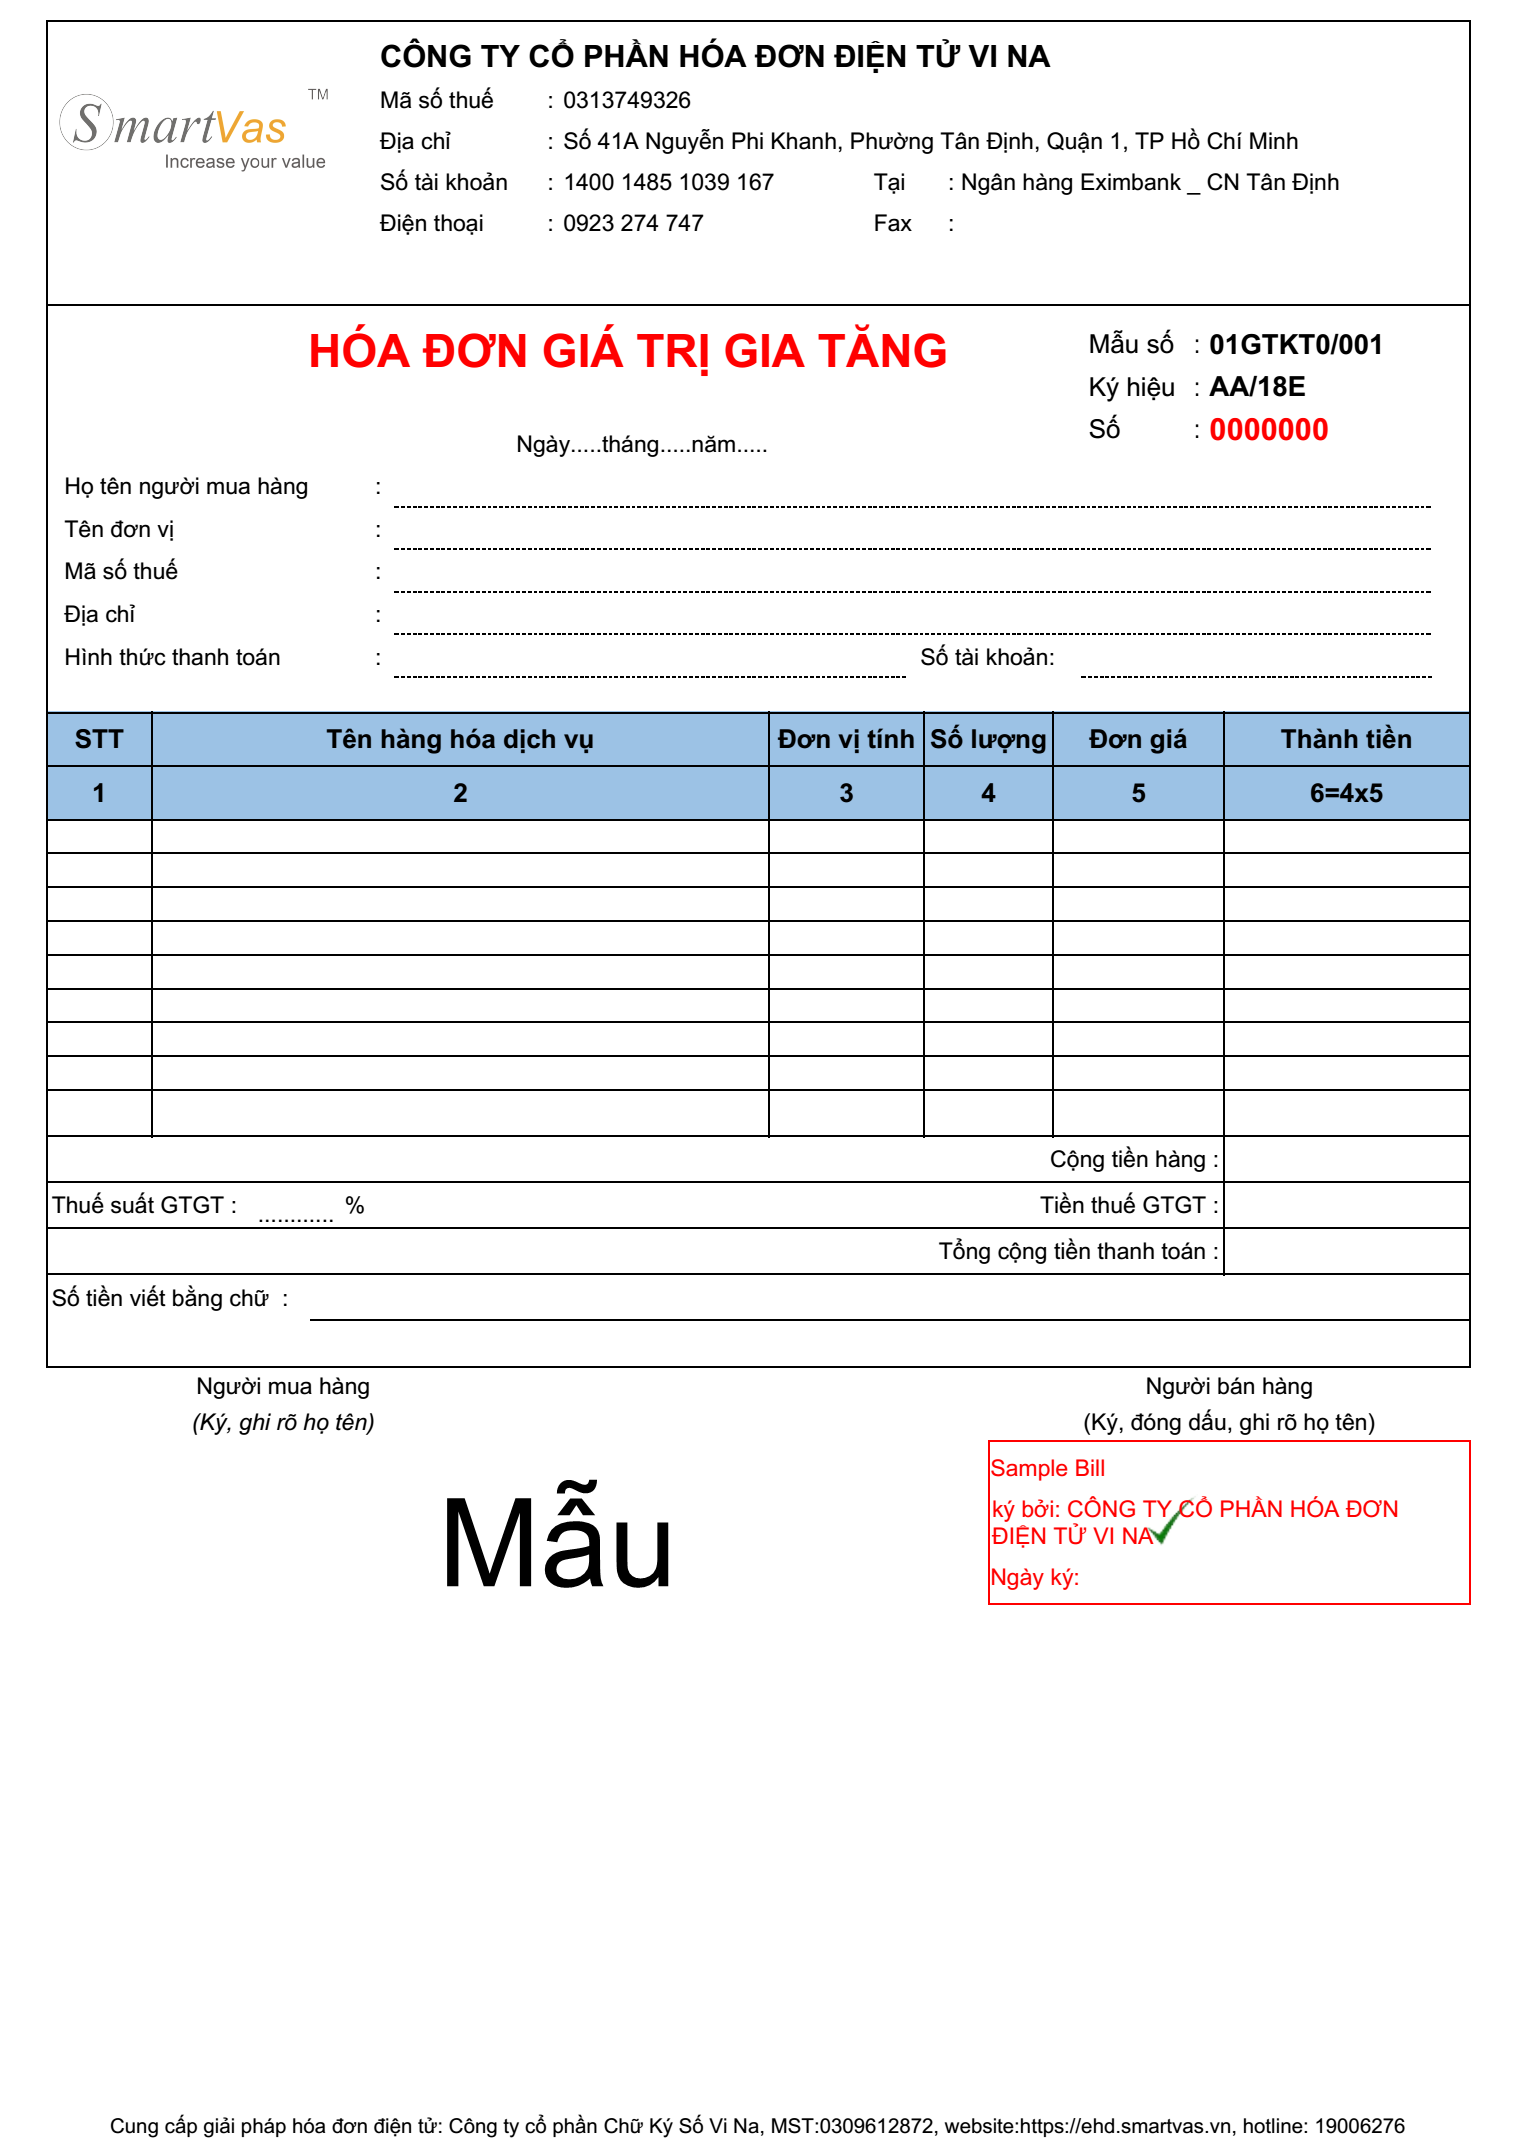 SmartVas TM
Increase your value
CÔNG TY CỔ PHẦN HÓA ĐƠN ĐIỆN TỬ VI NA
Mã số thuế : 0313749326
Địa chỉ : Số 41A Nguyễn Phi Khanh, Phường Tân Định, Quận 1, TP Hồ Chí Minh
Số tài khoản : 1400 1485 1039 167 Tại : Ngân hàng Eximbank _ CN Tân Định
Điện thoại : 0923 274 747 Fax :
HÓA ĐƠN GIÁ TRỊ GIA TĂNG
Mẫu số : 01GTKT0/001
Ký hiệu : AA/18E
Số : 0000000
Ngày.....tháng.....năm.....
Họ tên người mua hàng :
Tên đơn vị :
Mã số thuế :
Địa chỉ :
Hình thức thanh toán : Số tài khoản:
STT Tên hàng hóa dịch vụ Đơn vị tính Số lượng Đơn giá Thành tiền
1 2 3 4 5 6=4x5
Cộng tiền hàng :
Thuế suất GTGT : ............ % Tiền thuế GTGT :
Tổng cộng tiền thanh toán :
Số tiền viết bằng chữ :
Người mua hàng Người bán hàng
(Ký, ghi rõ họ tên) (Ký, đóng dấu, ghi rõ họ tên)
Mẫu
Sample Bill
ký bởi: CÔNG TY CỔ PHẦN HÓA ĐƠN
ĐIỆN TỬ VI NA
Ngày ký:
Cung cấp giải pháp hóa đơn điện tử: Công ty cổ phần Chữ Ký Số Vi Na, MST:0309612872, website:https://ehd.smartvas.vn, hotline: 19006276